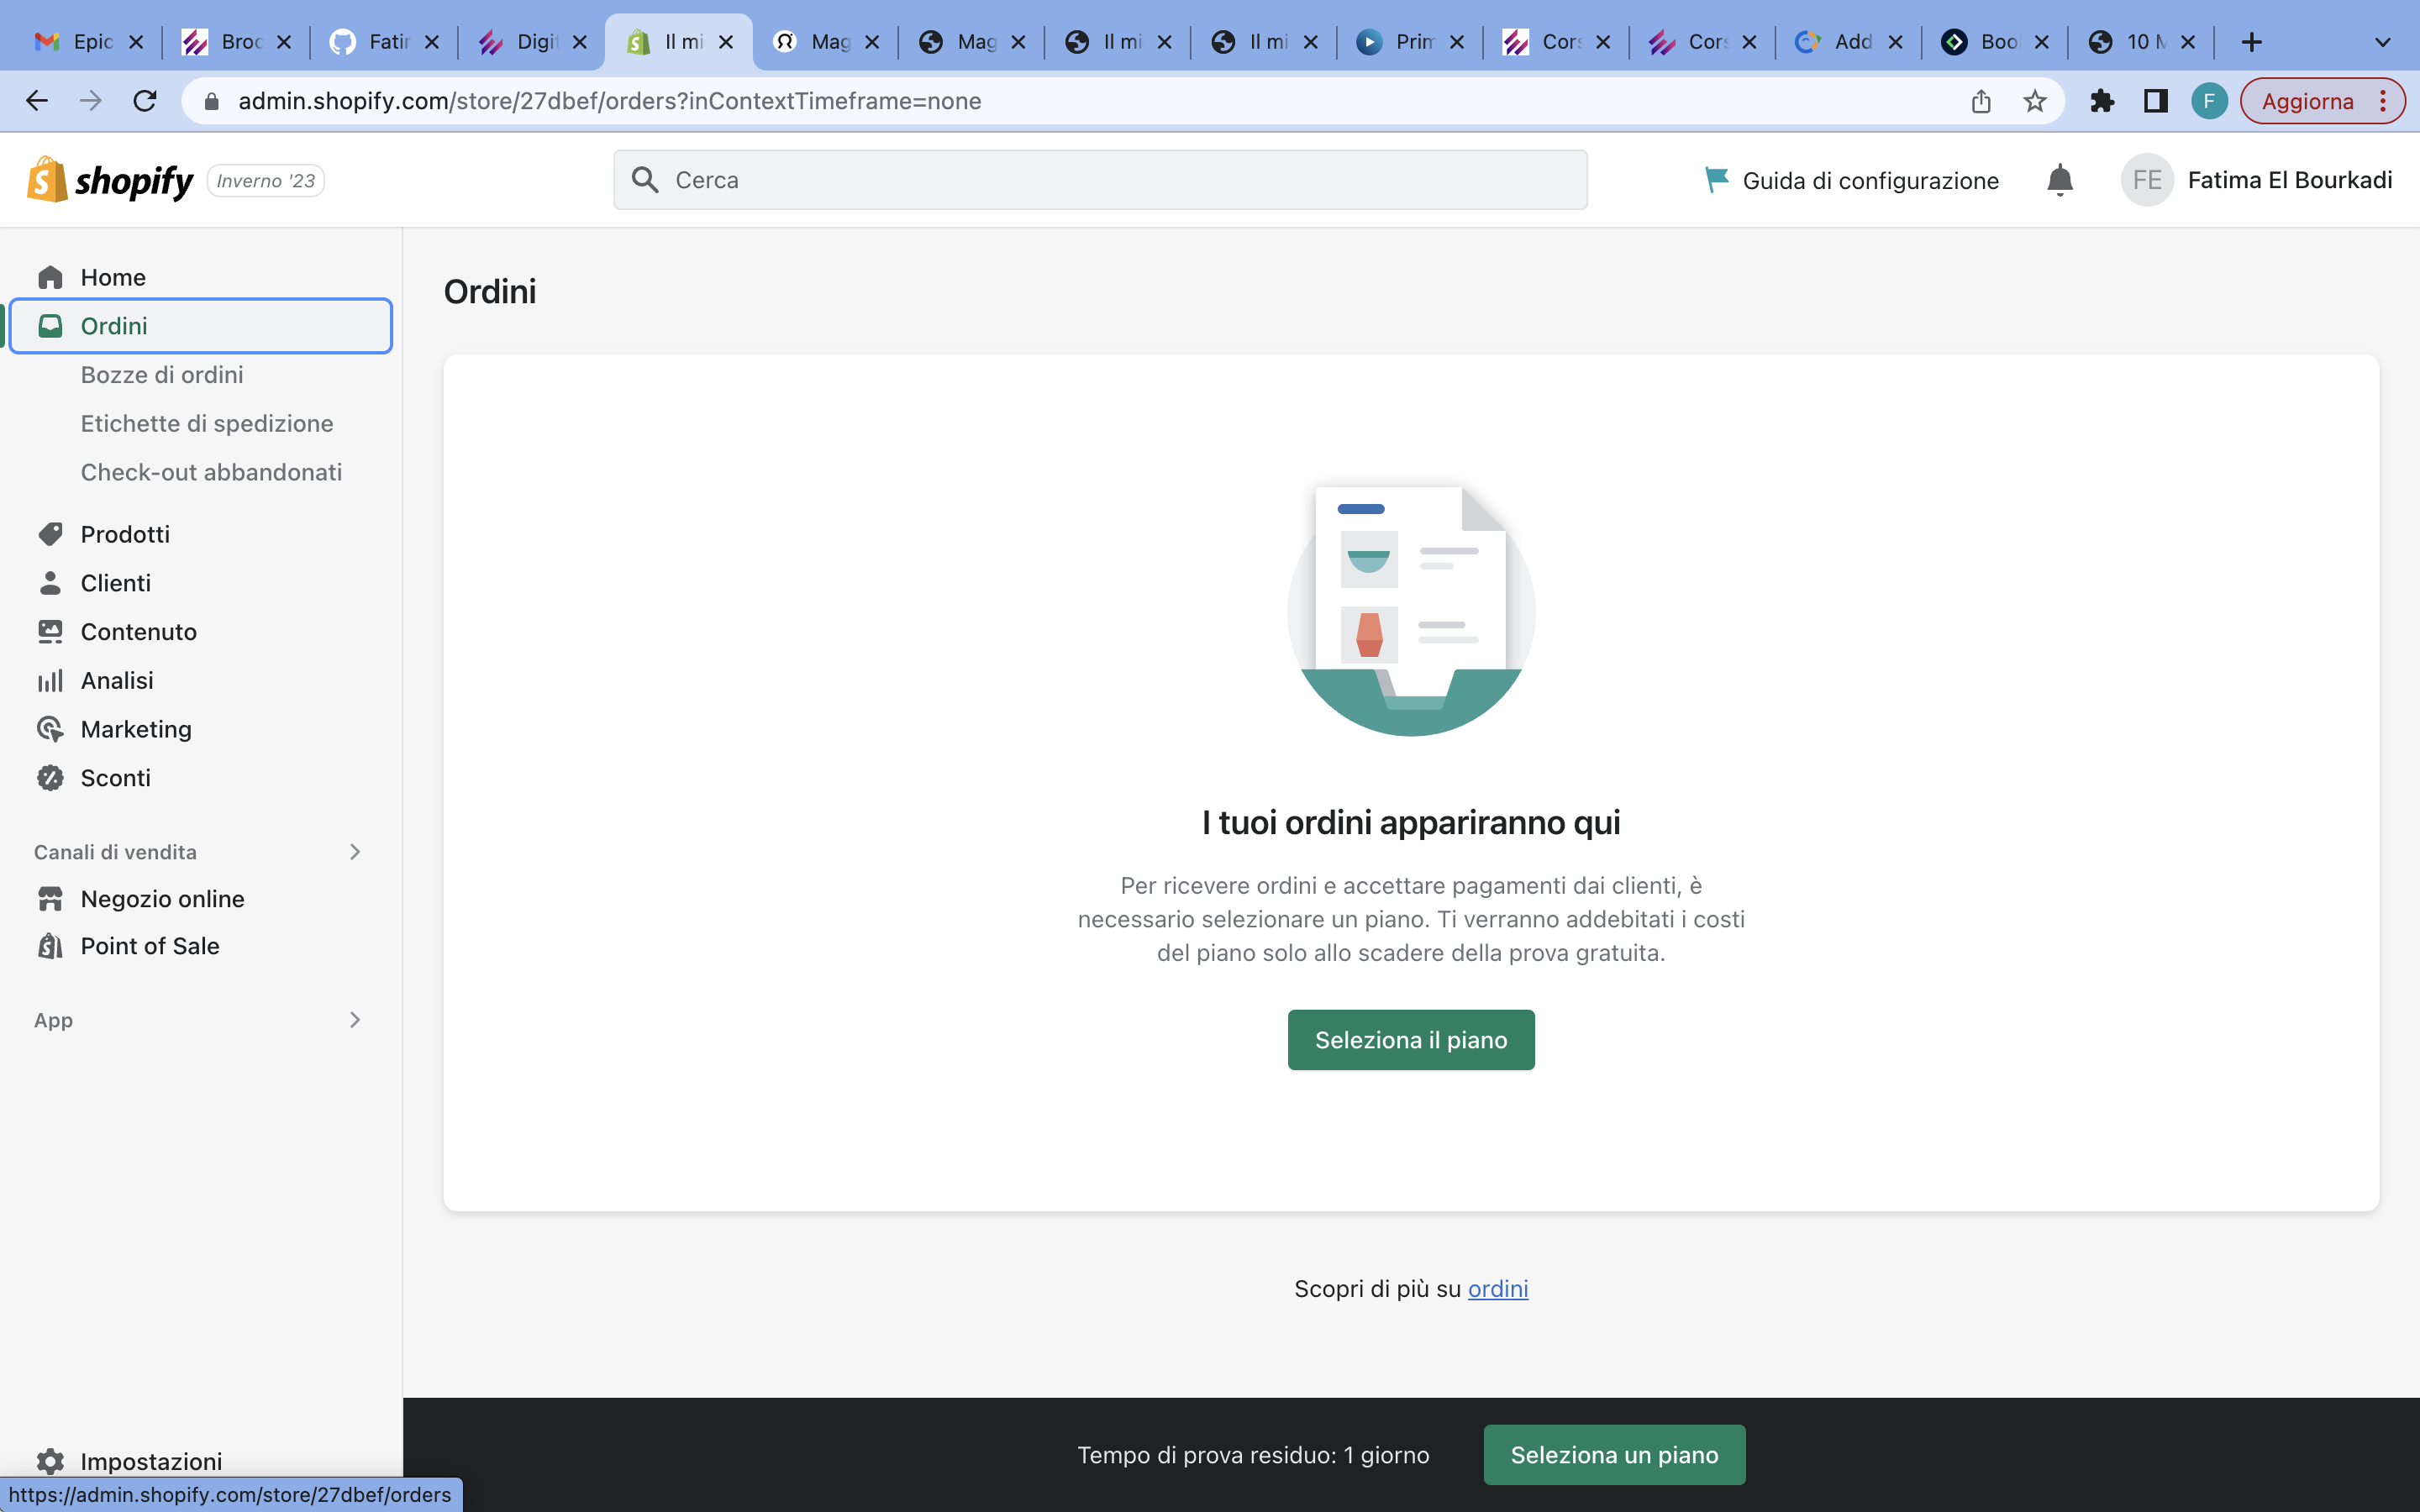 Epic
Broc
Fatin
Digit
Il mi
Mag
Mag
Il mi
Il mi
Prim
Cors
Cors
Add
Boo
10 M
admin.shopify.com/store/27dbef/orders?inContextTimeframe=none
F
Aggiorna
shopify
Inverno '23
Cerca
Guida di configurazione
FE
Fatima El Bourkadi
Home
Ordini
Bozze di ordini
Etichette di spedizione
Check-out abbandonati
Prodotti
Clienti
Contenuto
Analisi
Marketing
Sconti
Canali di vendita
Negozio online
Point of Sale
App
Impostazioni
https://admin.shopify.com/store/27dbef/orders
Ordini
I tuoi ordini appariranno qui
Per ricevere ordini e accettare pagamenti dai clienti, è
necessario selezionare un piano. Ti verranno addebitati i costi
del piano solo allo scadere della prova gratuita.
Seleziona il piano
Scopri di più su ordini
Tempo di prova residuo: 1 giorno
Seleziona un piano